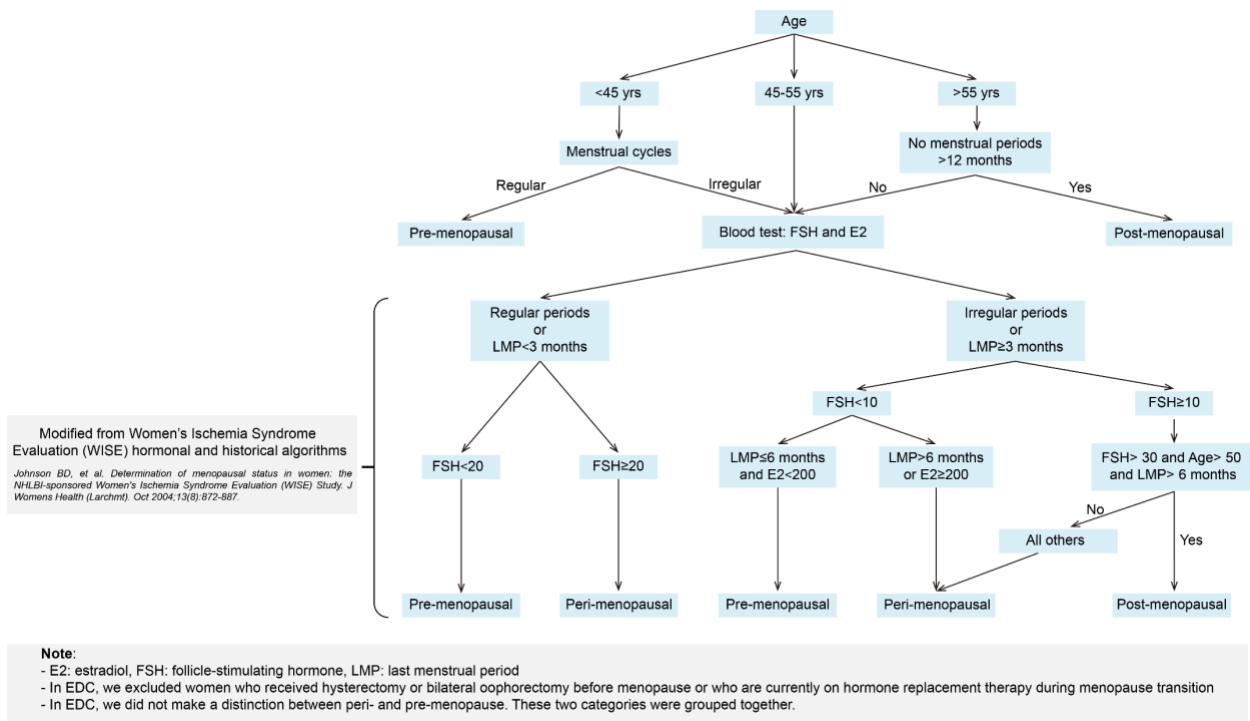 Age
<45 yrs
45-55 yrs
>55 yrs
Menstrual cycles
No menstrual periods
>12 months
Regular
Irregular
No
Yes
Pre-menopausal
Blood test: FSH and E2
Post-menopausal
Regular periods
or
LMP<3 months
Irregular periods
or
LMP≥3 months
FSH<10
FSH≥10
Modified from Women's Ischemia Syndrome
Evaluation (WISE) hormonal and historical algorithms
Johnson BD, et al. Determination of menopausal status in women: the
NHLBI-sponsored Women's Ischemia Syndrome Evaluation (WISE) Study. J
Womens Health (Larchmt). Oct 2004;13(8):872-887.
FSH<20
FSH≥20
LMP≤6 months
and E2<200
LMP>6 months
or E2≥200
FSH> 30 and Age> 50
and LMP> 6 months
No
All others
Yes
Pre-menopausal
Peri-menopausal
Pre-menopausal
Peri-menopausal
Post-menopausal
Note:
- E2: estradiol, FSH: follicle-stimulating hormone, LMP: last menstrual period
- In EDC, we excluded women who received hysterectomy or bilateral oophorectomy before menopause or who are currently on hormone replacement therapy during menopause transition
- In EDC, we did not make a distinction between peri- and pre-menopause. These two categories were grouped together.